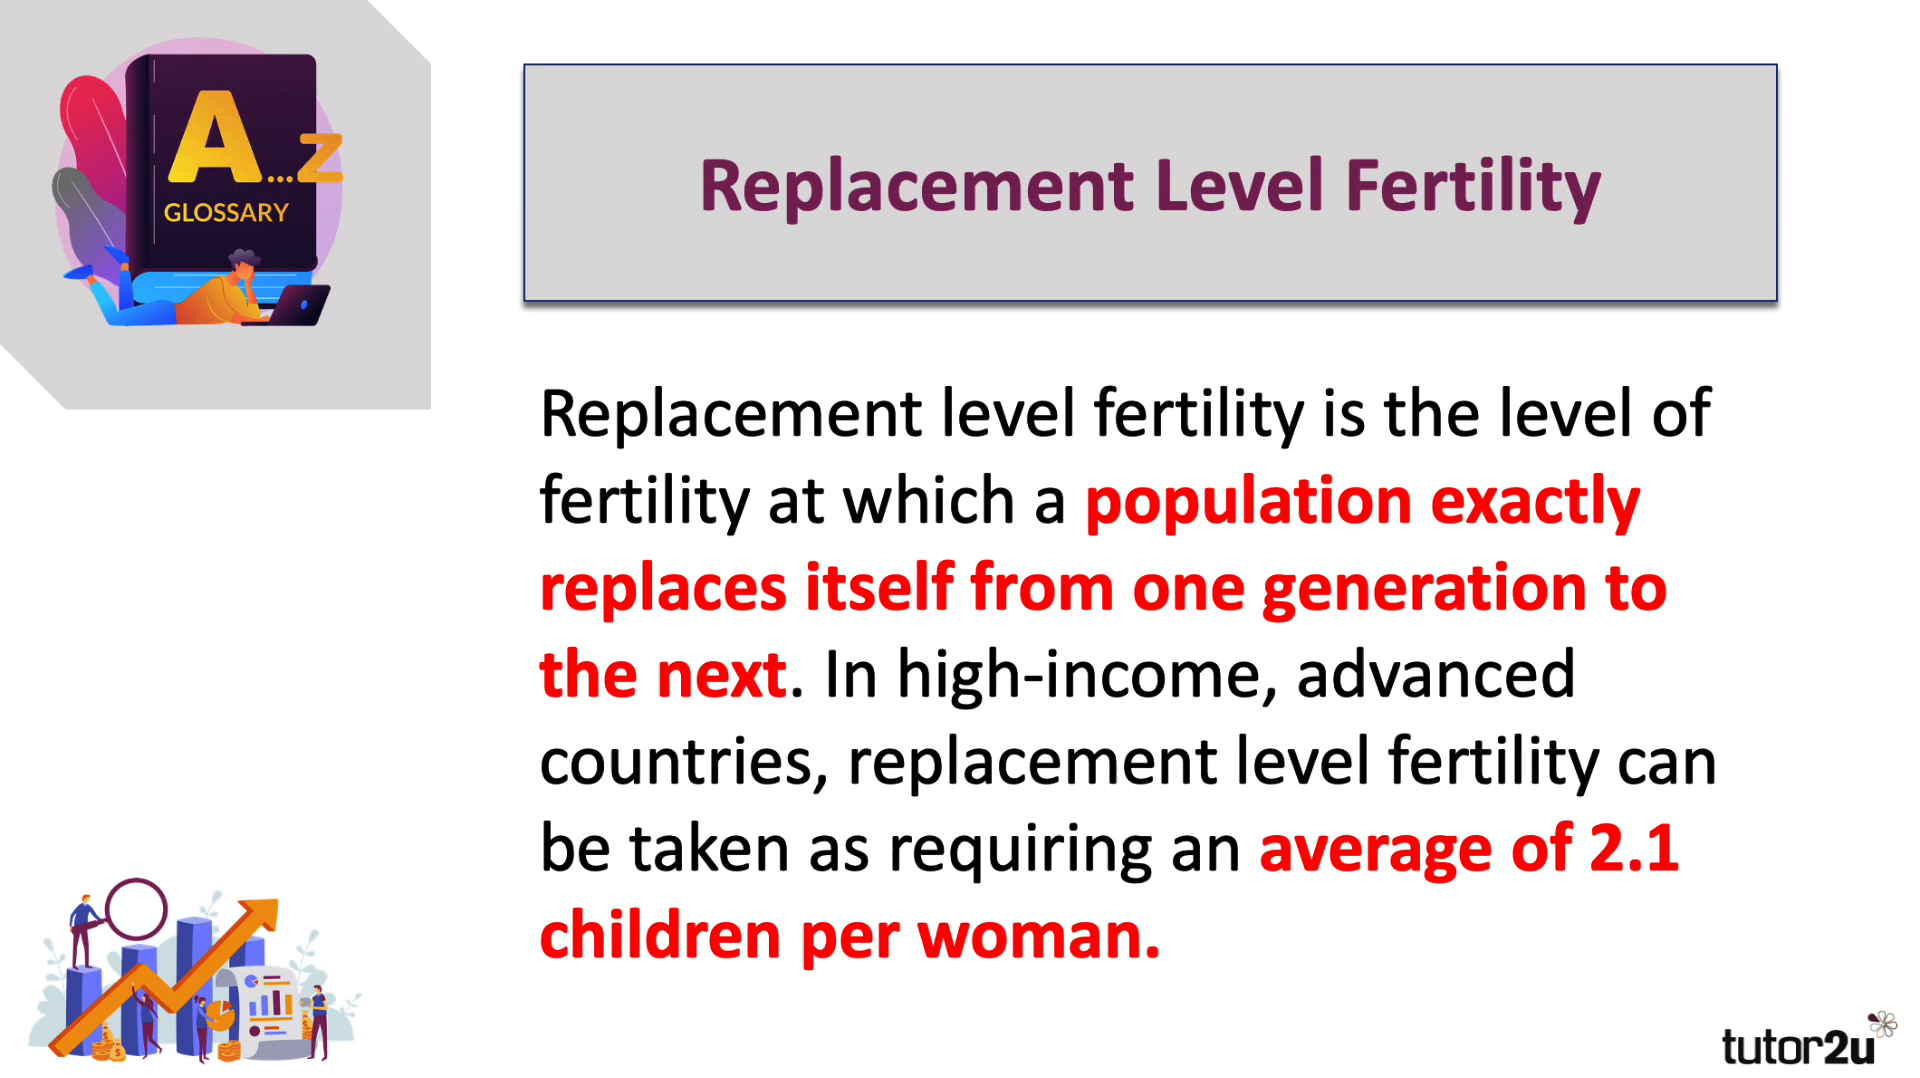 A...Z
GLOSSARY
Replacement Level Fertility
Replacement level fertility is the level of
fertility at which a population exactly
replaces itself from one generation to
the next. In high-income, advanced
countries, replacement level fertility can
be taken as requiring an average of 2.1
children per woman.
$
$
$
tutor2u